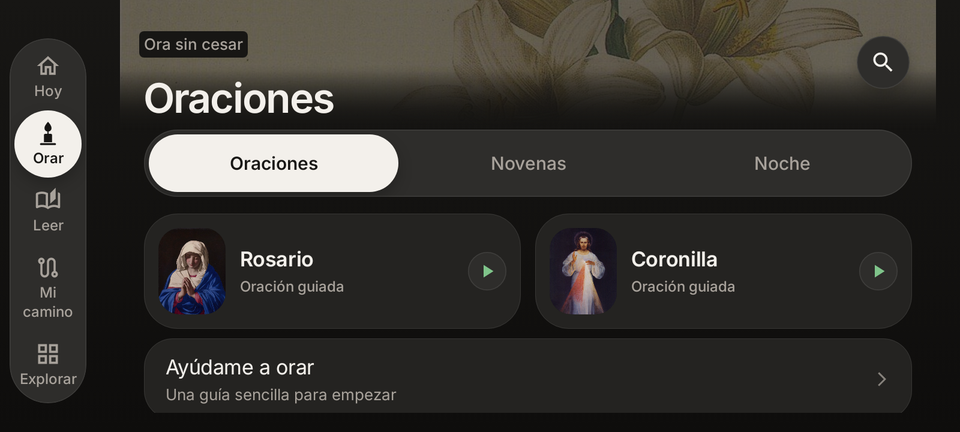 Hoy
Orar
Leer
Mi
camino
Explorar
Ora sin cesar
Oraciones
Oraciones
Novenas
Noche
Rosario
Oración guiada
Coronilla
Oración guiada
Ayúdame a orar
Una guía sencilla para empezar